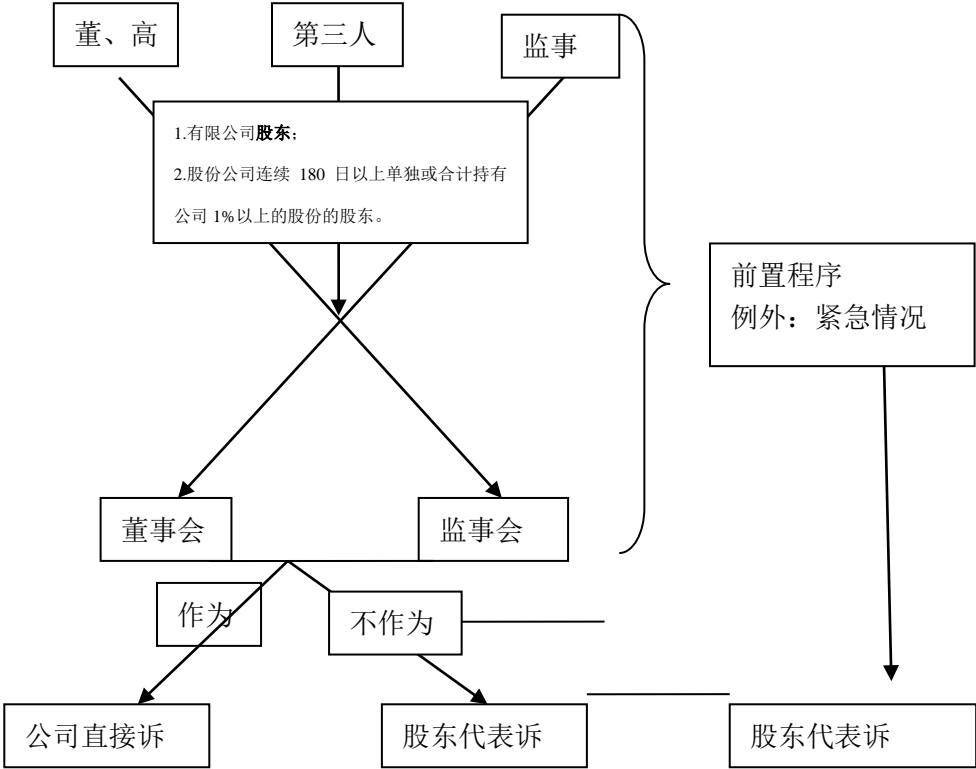 董、高
第三人
监事
1.有限公司股东;
2.股份公司连续 180 日以上单独或合计持有
公司 1%以上的股份的股东。
前置程序
例外：紧急情况
董事会
监事会
作为
不作为
公司直接诉
股东代表诉
股东代表诉